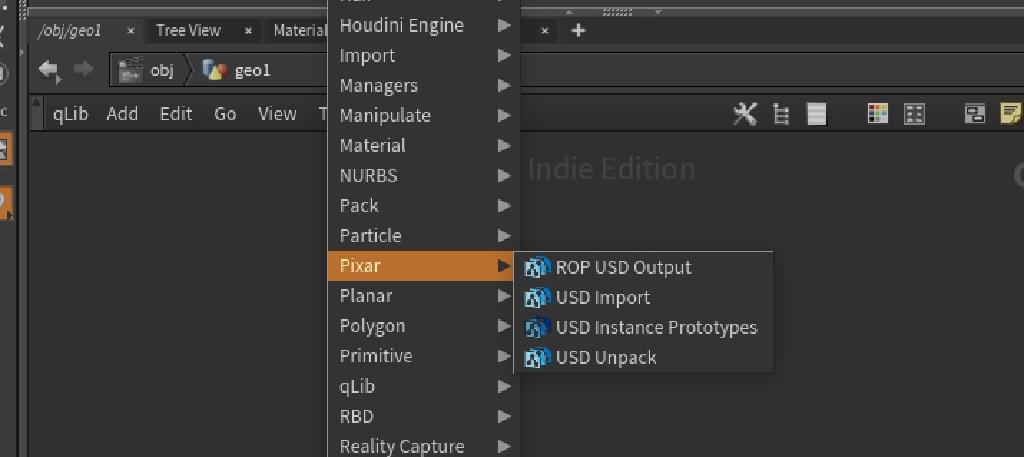 Houdini Engine
/obj/geo1 × Tree View × Material × +
Import
obj geo1
Managers
qLib Add Edit Go View T
Manipulate
Material
Indie Edition
NURBS
Pack
Particle
Pixar
ROP USD Output
Planar
USD Import
Polygon
USD Instance Prototypes
Primitive
USD Unpack
qLib
RBD
Reality Capture